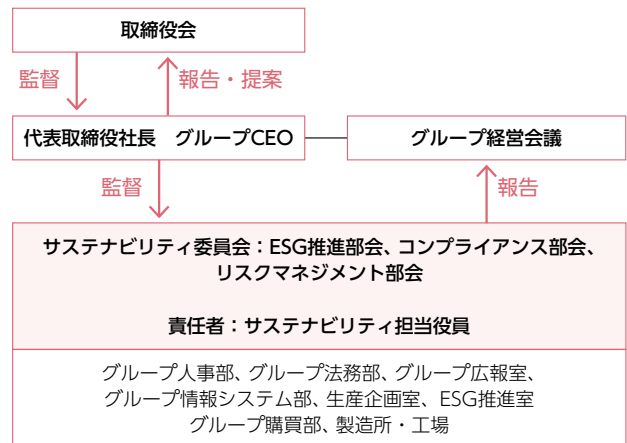 取締役会
監督
報告・提案
代表取締役社長　グループCEO
グループ経営会議
監督
報告
サステナビリティ委員会：ESG推進部会、コンプライアンス部会、
リスクマネジメント部会
責任者：サステナビリティ担当役員
グループ人事部、グループ法務部、グループ広報室、
グループ情報システム部、生産企画室、ESG推進室
グループ購買部、製造所・工場